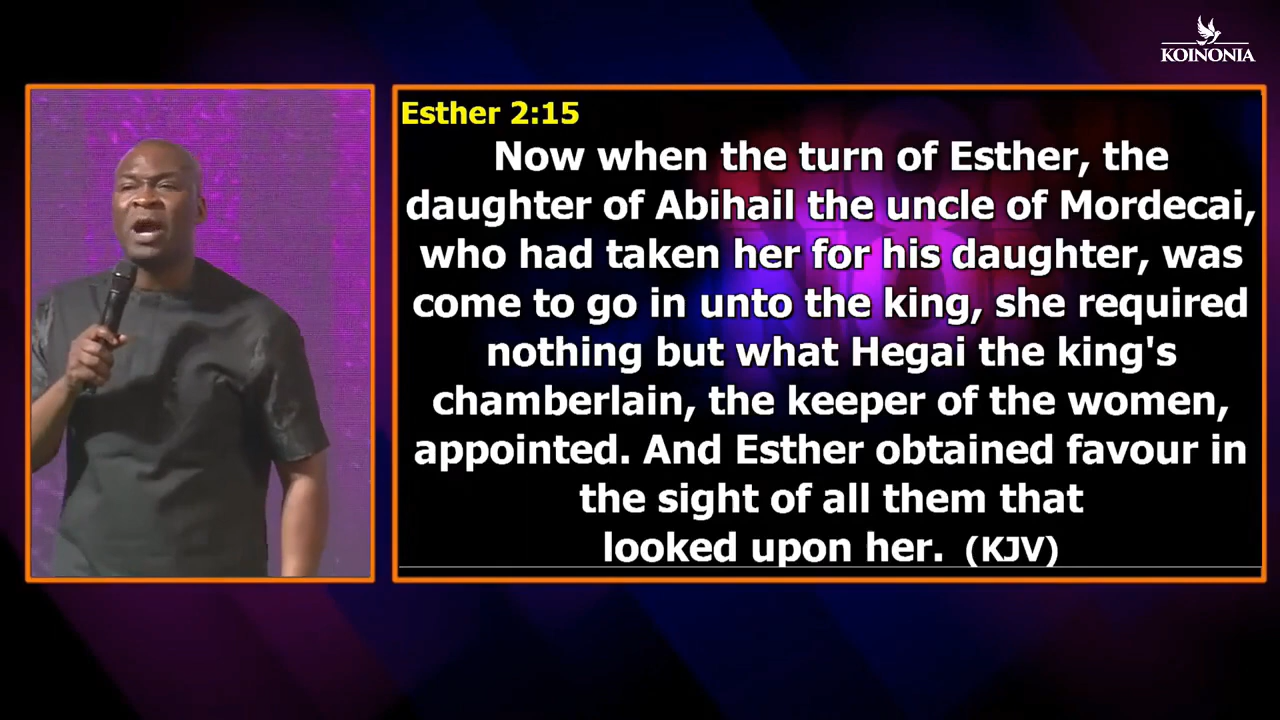 KOINONIA
Esther 2:15
Now when the turn of Esther, the
daughter of Abihail the uncle of Mordecai,
who had taken her for his daughter, was
come to go in unto the king, she required
nothing but what Hegai the king's
chamberlain, the keeper of the women,
appointed. And Esther obtained favour in
the sight of all them that
looked upon her. (KJV)